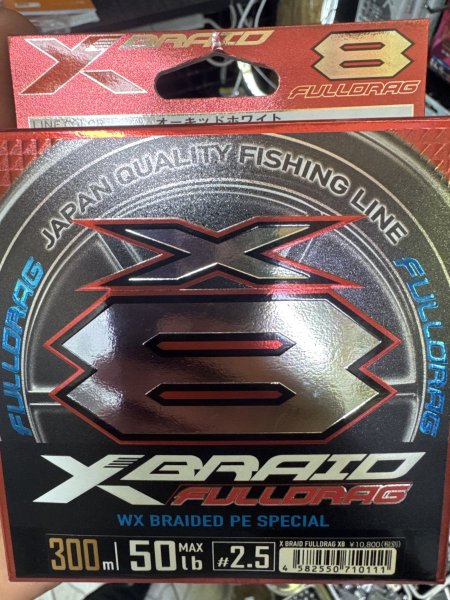 X BRAID 8
FULLDRAG
オーキッドホワイト
JAPAN QUALITY FISHING LINE
FULLDRAG
FULLDRAG
X
8
X BRAID
FULLDRAG
WX BRAIDED PE SPECIAL
300m 50 MAX lb #2.5
X BRAID FULLDRAG X8 ¥10,800(税別)
4 582550 710111